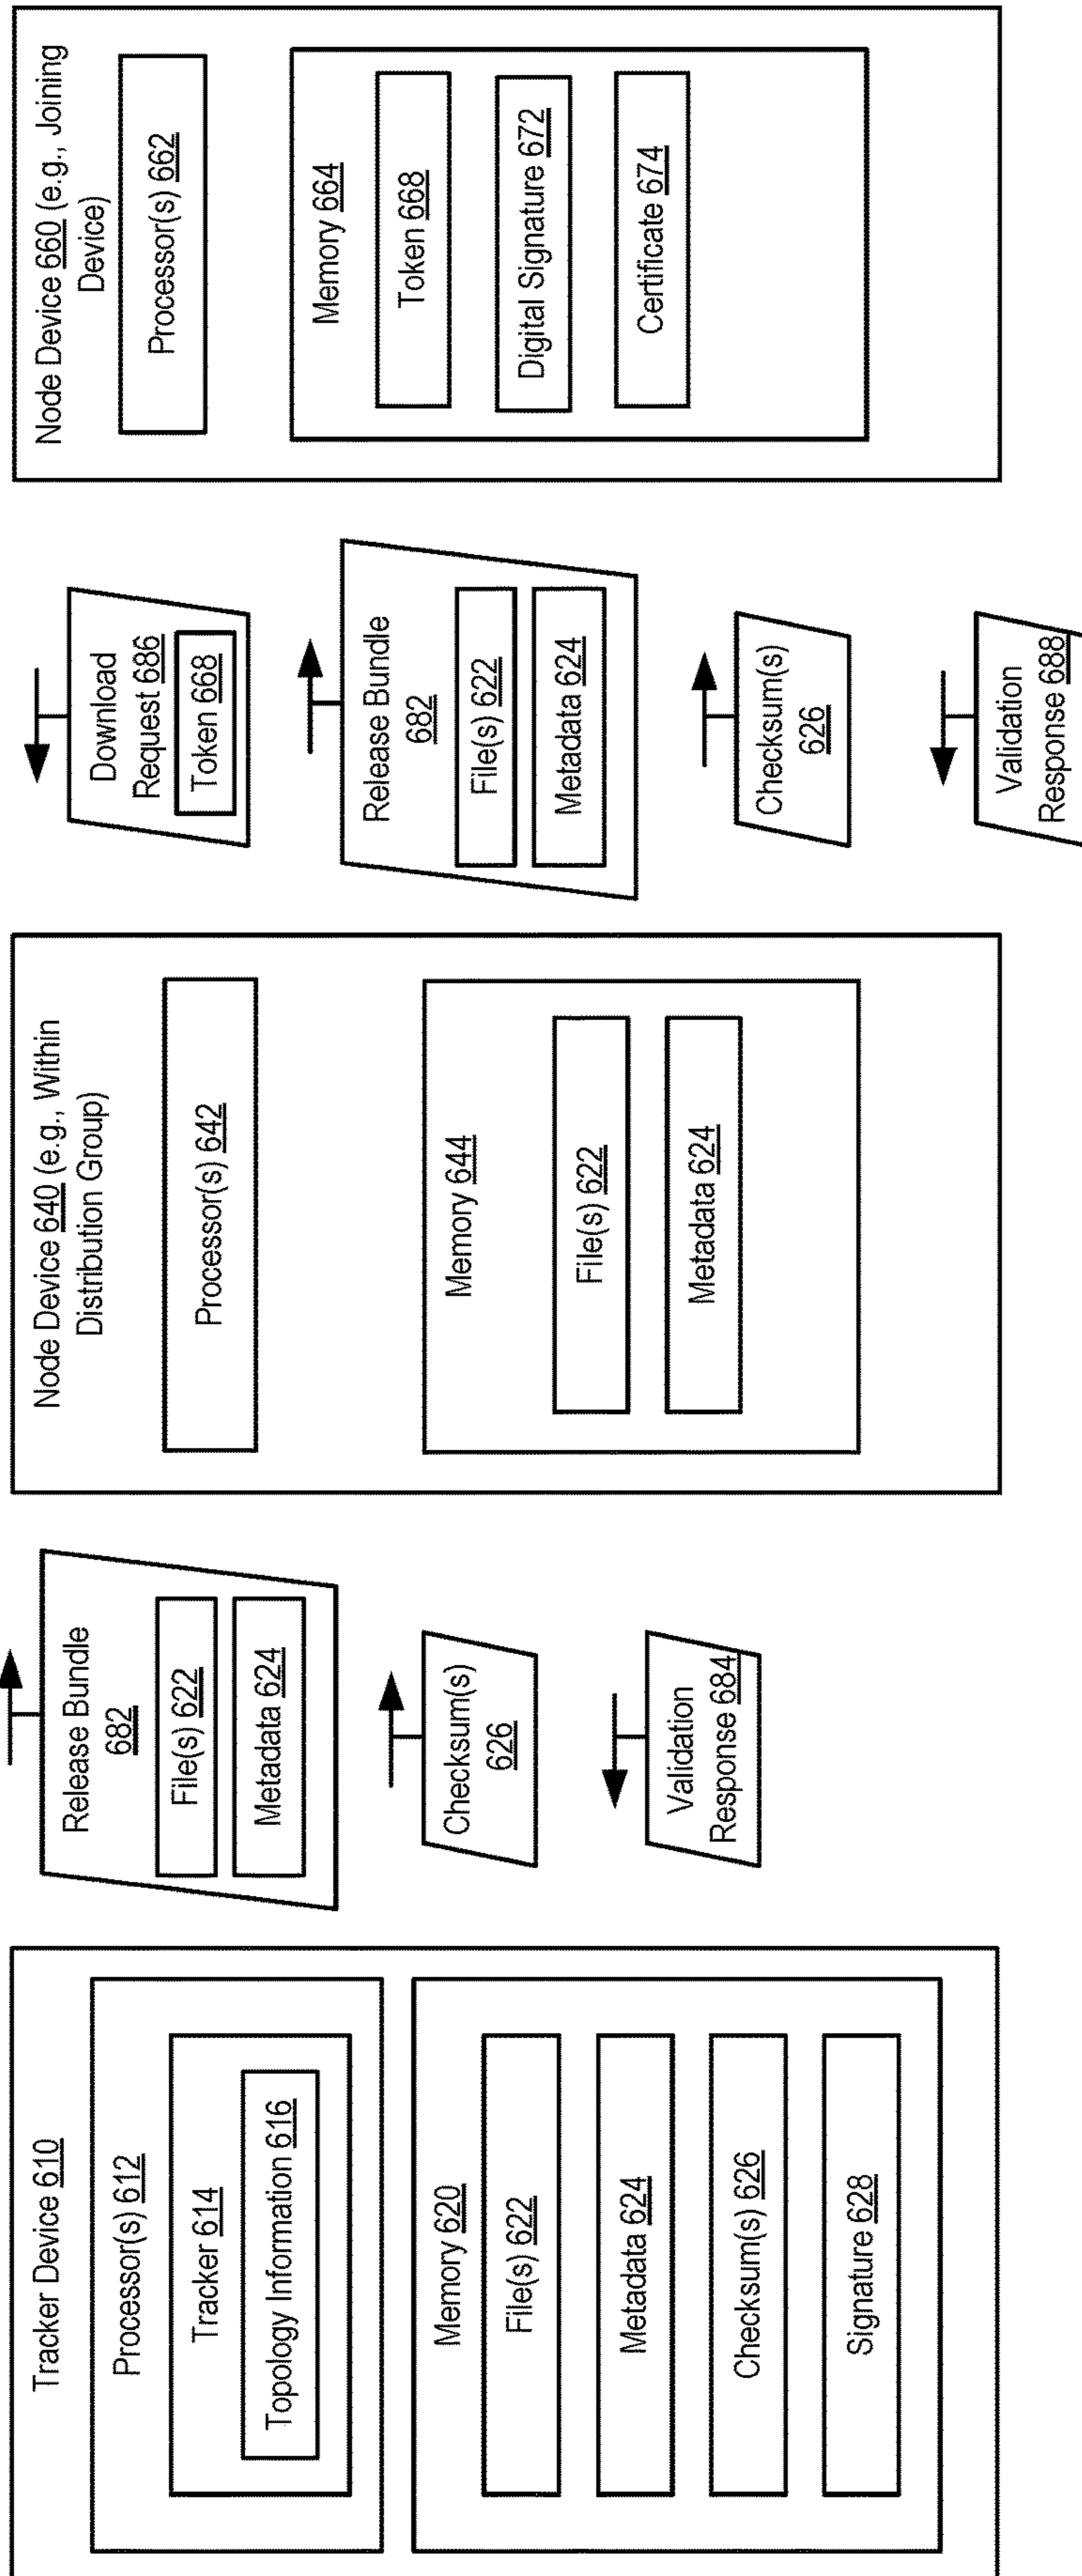 Tracker Device 610
Processor(s) 612
Tracker 614
Topology Information 616
Memory 620
File(s) 622
Metadata 624
Checksum(s) 626
Signature 628
Release Bundle
682
File(s) 622
Metadata 624
Checksum(s)
626
Validation
Response 684
Node Device 640 (e.g., Within
Distribution Group)
Processor(s) 642
Memory 644
File(s) 622
Metadata 624
Download
Request 686
Token 668
Release Bundle
682
File(s) 622
Metadata 624
Checksum(s)
626
Validation
Response 688
Node Device 660 (e.g., Joining
Device)
Processor(s) 662
Memory 664
Token 668
Digital Signature 672
Certificate 674